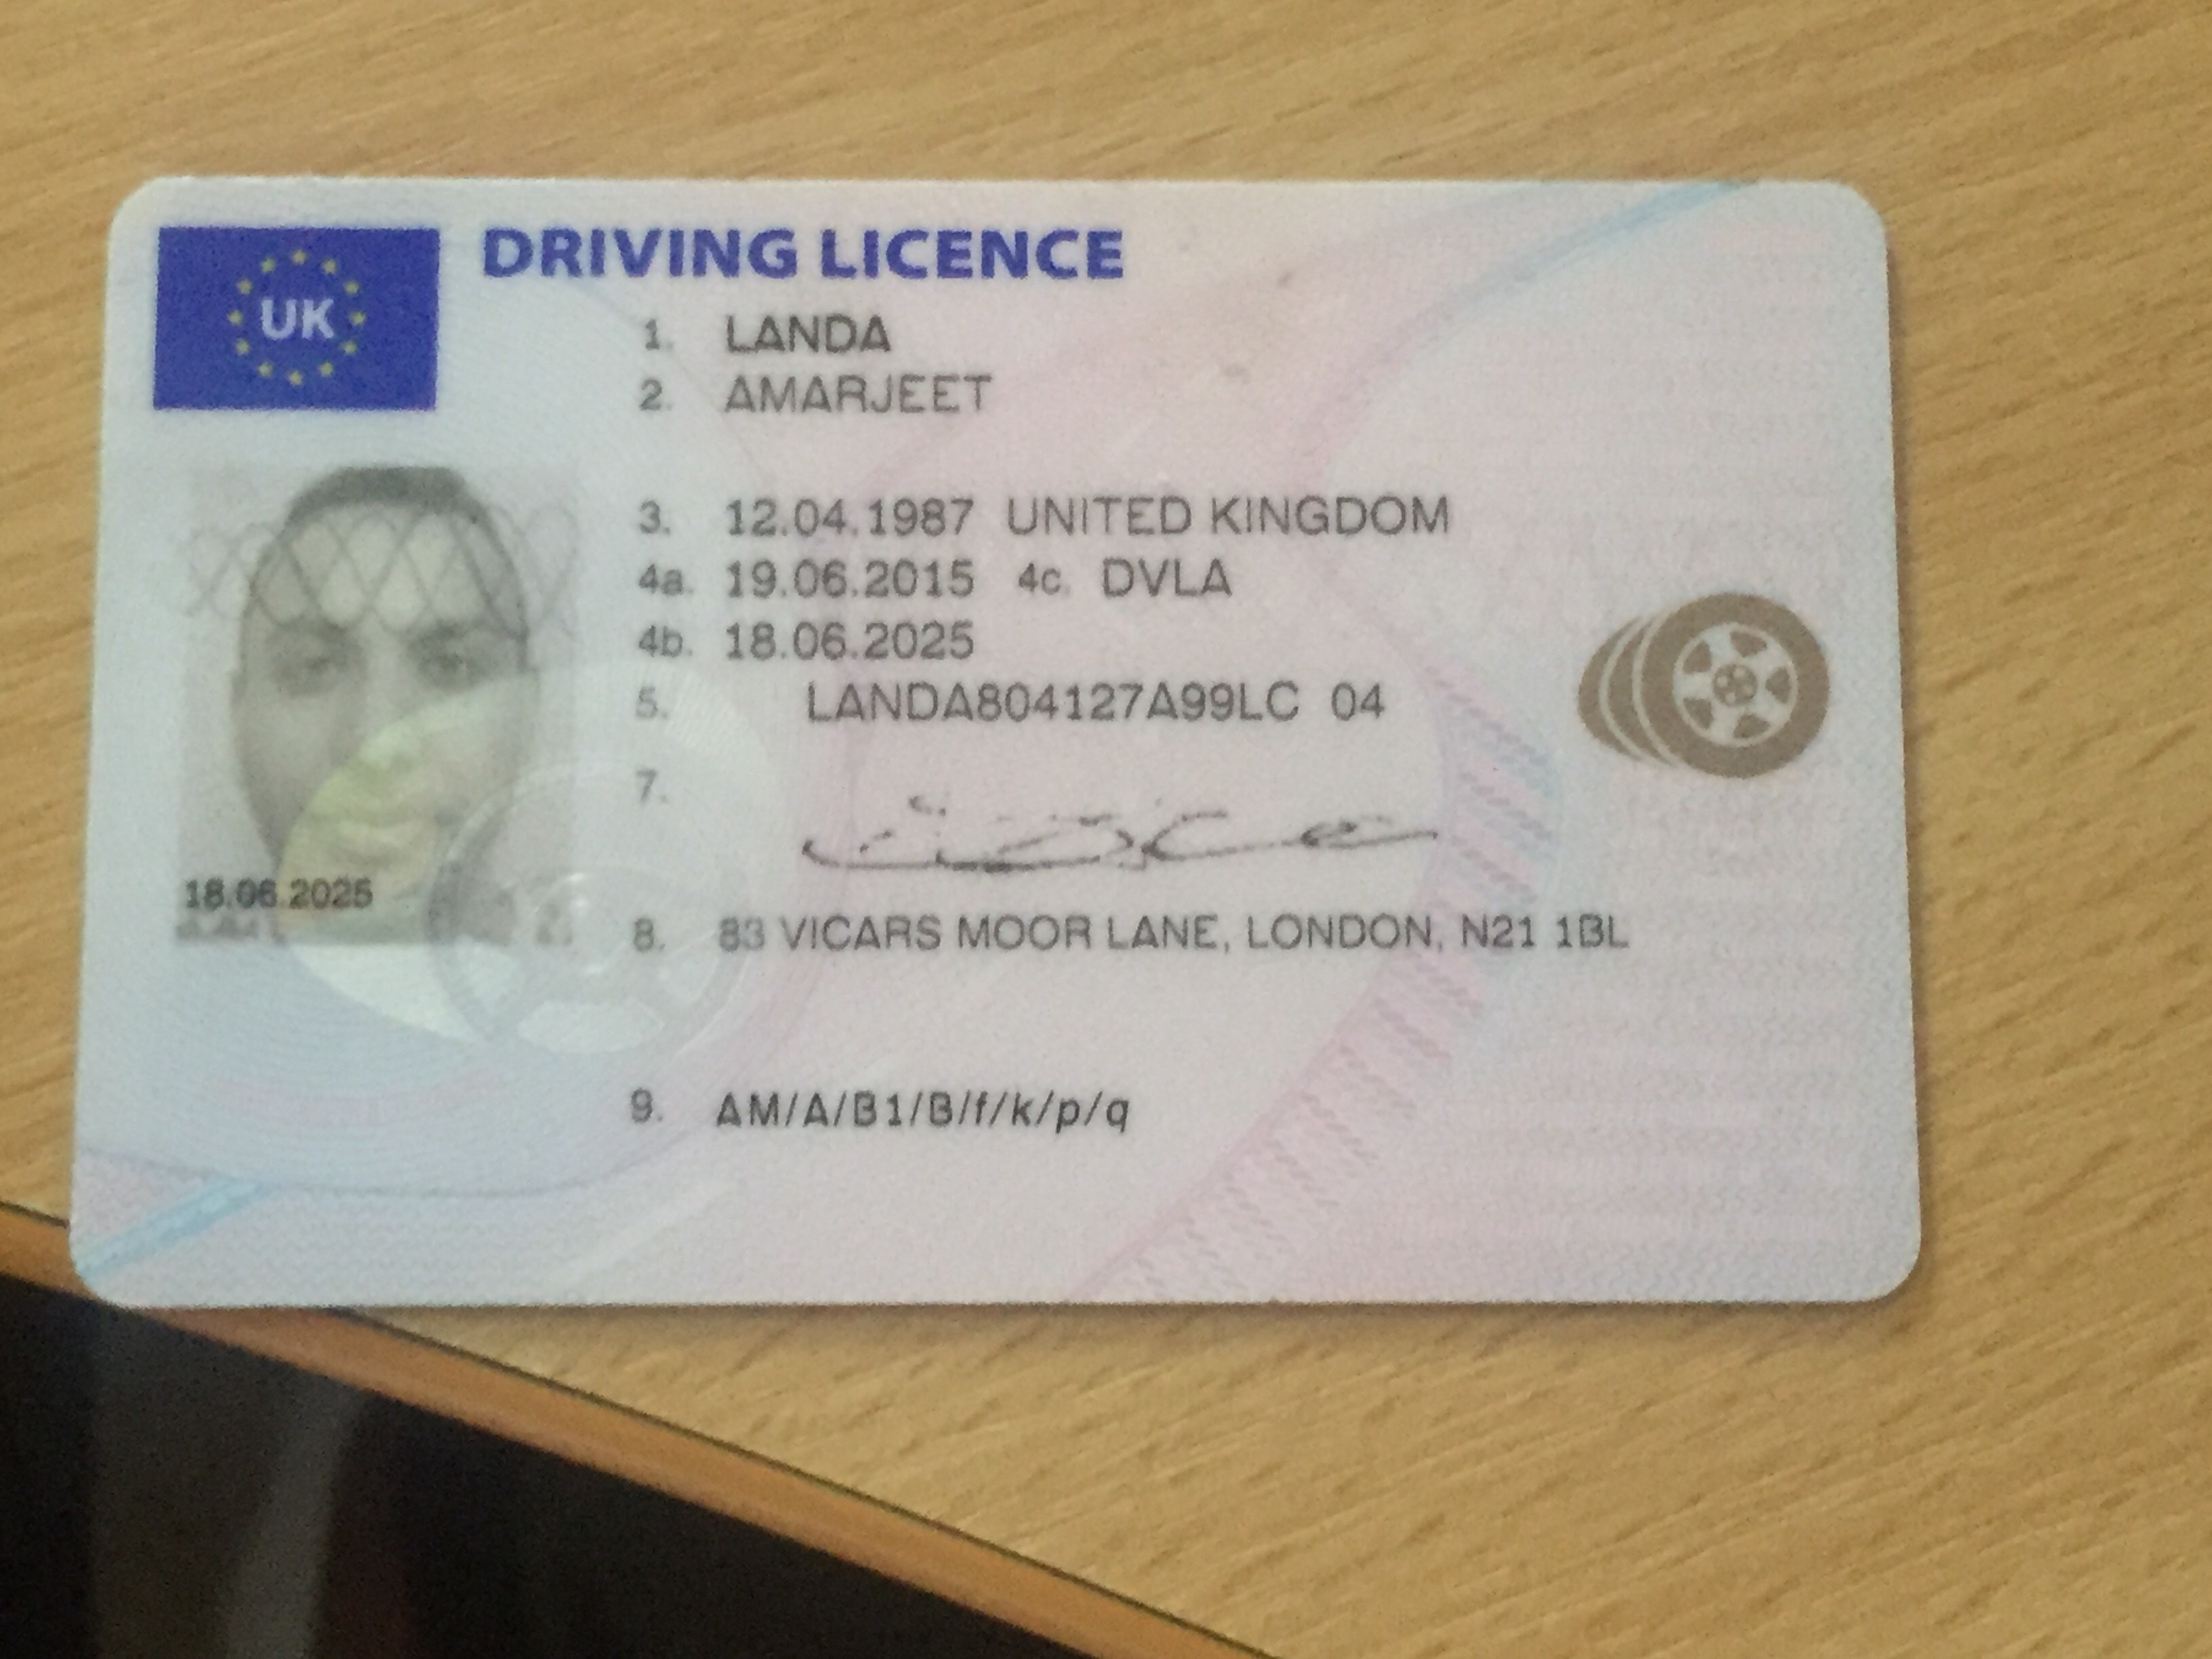 UK
DRIVING LICENCE
1. LANDA
2. AMARJEET
3. 12.04.1987 UNITED KINGDOM
4a. 19.06.2015 4c. DVLA
4b. 18.06.2025
5. LANDA804127A99LC 04
7.
18.06.2025
8. 83 VICARS MOOR LANE, LONDON, N21 1BL
9. AM/A/B1/B/f/k/p/q